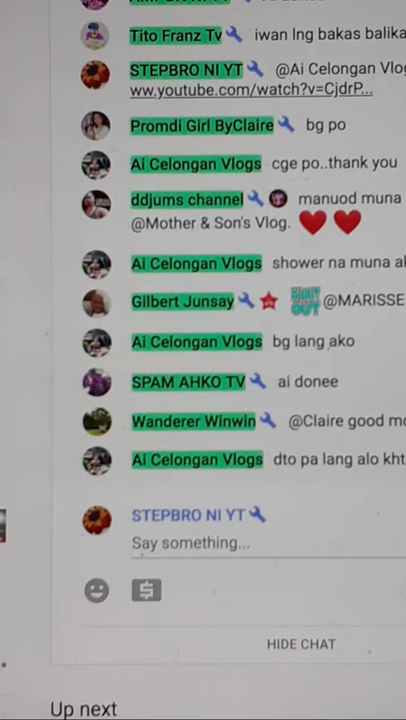 Tito Franz Tv iwan lng bakas balika
STEPBRO NI YT @Ai Celongan Vlog
ww.youtube.com/watch?v=CjdrP...
Promdi Girl ByClaire bg po
Ai Celongan Vlogs cge po..thank you
ddjums channel manuod muna
@Mother & Son's Vlog.
Ai Celongan Vlogs shower na muna ak
Gilbert Junsay SHOUT OUT @MARISSE
Ai Celongan Vlogs bg lang ako
SPAM AHKO TV ai donee
Wanderer Winwin @Claire good mo
Ai Celongan Vlogs dto pa lang alo kht
STEPBRO NI YT
Say something...
HIDE CHAT
Up next